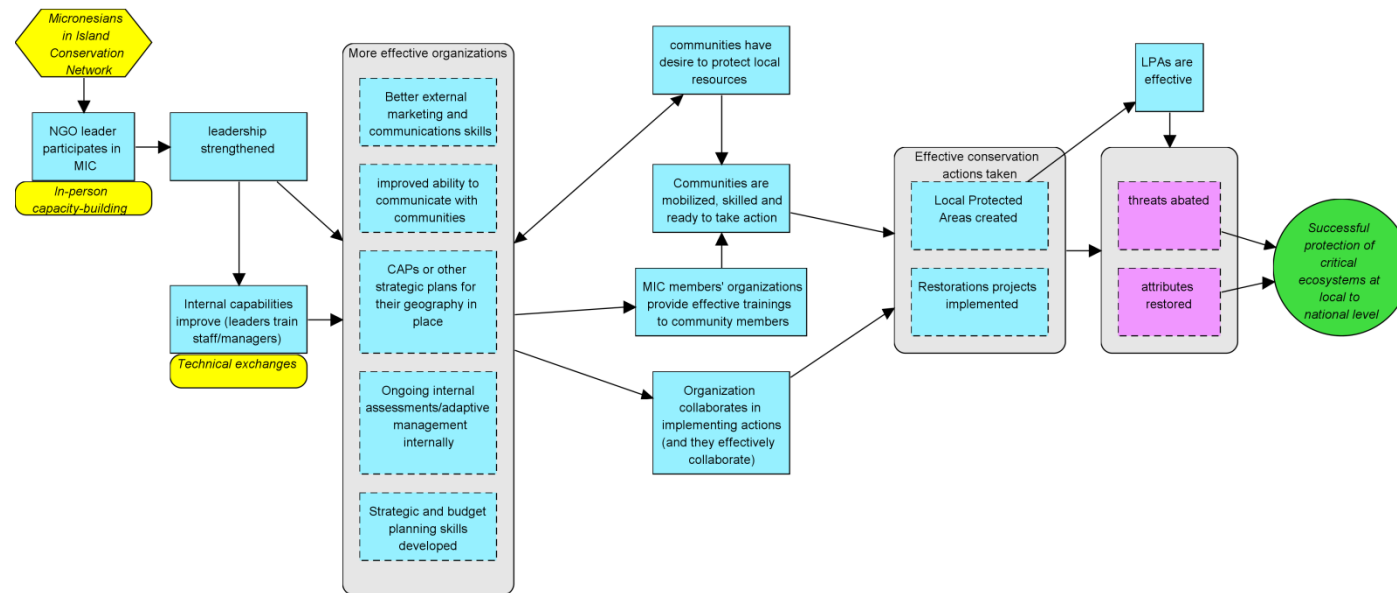 Micronesians
in Island
Conservation
Network
NGO leader
participates in
MIC
In-person
capacity-building
leadership
strengthened
Internal capabilities
improve (leaders train
staff/managers)
Technical exchanges
More effective organizations
Better external
marketing and
communications skills
improved ability to
communicate with
communities
CAPs or other
strategic plans for
their geography in
place
Ongoing internal
assessments/adaptive
management
internally
Strategic and budget
planning skills
developed
communities have
desire to protect local
resources
Communities are
mobilized, skilled and
ready to take action
MIC members' organizations
provide effective trainings
to community members
Organization
collaborates in
implementing actions
(and they effectively
collaborate)
Effective conservation
actions taken
Local Protected
Areas created
Restorations projects
implemented
LPAs are
effective
threats abated
attributes
restored
Successful
protection of
critical
ecosystems at
local to
national level